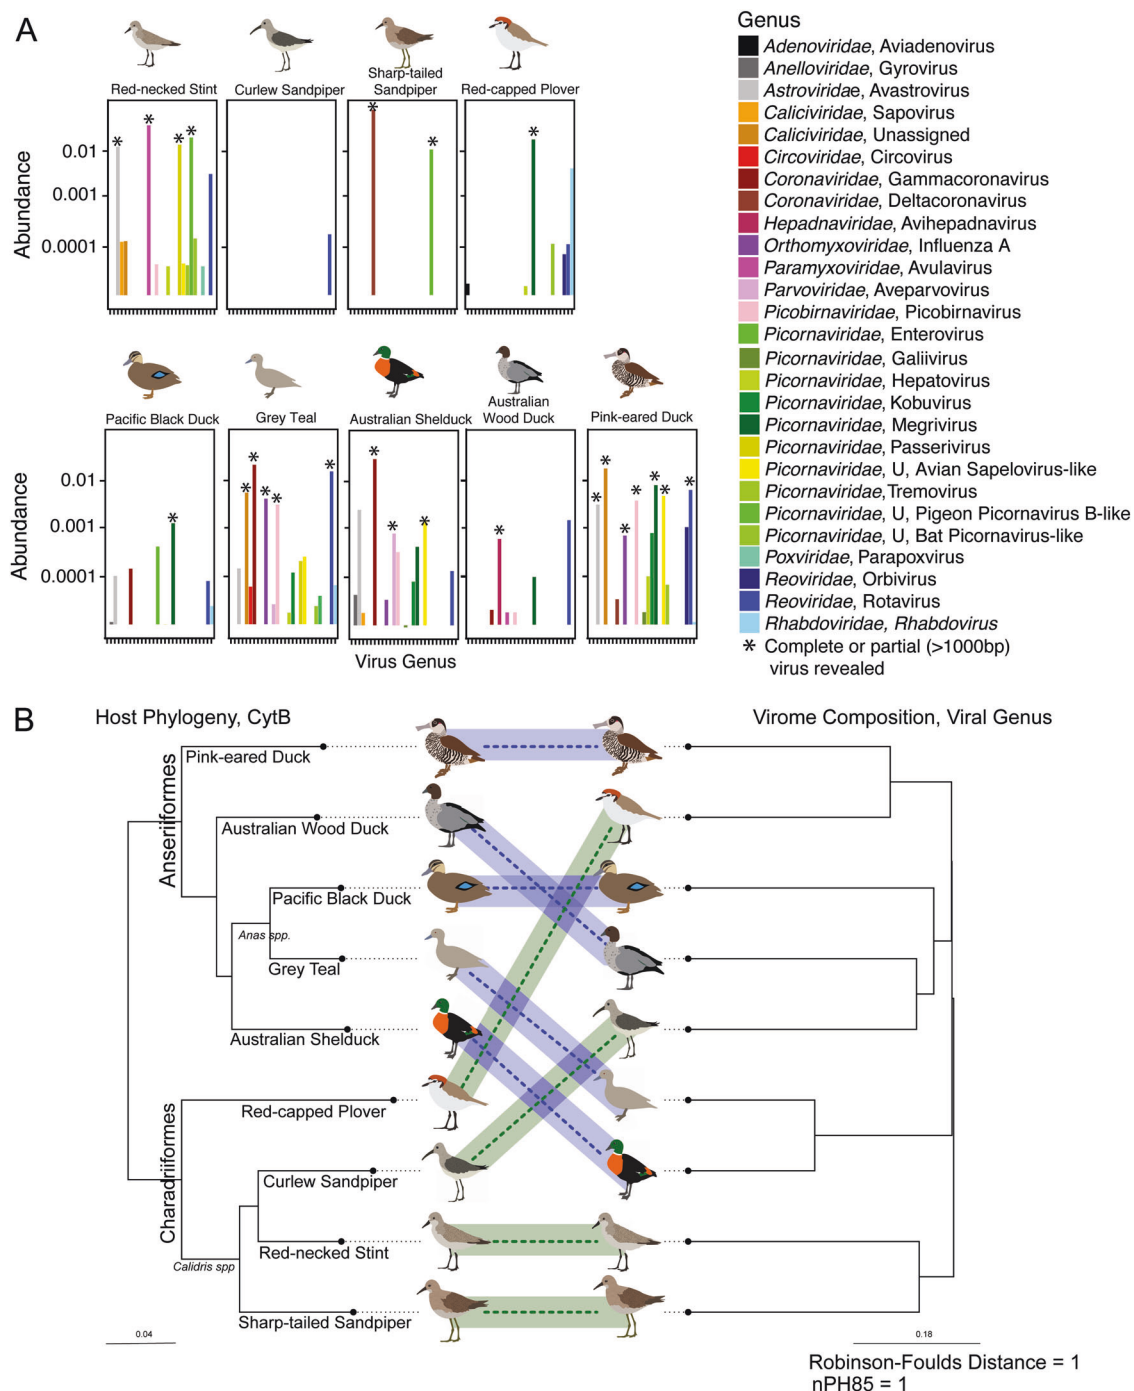 A
Red-necked Stint
Curlew Sandpiper
Sharp-tailed
Sandpiper
Red-capped Plover
Abundance
0.01
0.001
0.0001
* * * *
*
*
*
Pacific Black Duck
Grey Teal
Australian Shelduck
Australian
Wood Duck
Pink-eared Duck
Abundance
0.01
0.001
0.0001
*
* * * * *
* * *
*
* * * * * * *
Virus Genus
Genus
Adenoviridae, Aviadenovirus
Anelloviridae, Gyrovirus
Astroviridae, Avastrovirus
Caliciviridae, Sapovirus
Caliciviridae, Unassigned
Circoviridae, Circovirus
Coronaviridae, Gammacoronavirus
Coronaviridae, Deltacoronavirus
Hepadnaviridae, Avihepadnavirus
Orthomyxoviridae, Influenza A
Paramyxoviridae, Avulavirus
Parvoviridae, Aveparvovirus
Picobirnaviridae, Picobirnavirus
Picornaviridae, Enterovirus
Picornaviridae, Galiivirus
Picornaviridae, Hepatovirus
Picornaviridae, Kobuvirus
Picornaviridae, Megrivirus
Picornaviridae, Passerivirus
Picornaviridae, U, Avian Sapelovirus-like
Picornaviridae,Tremovirus
Picornaviridae, U, Pigeon Picornavirus B-like
Picornaviridae, U, Bat Picornavirus-like
Poxviridae, Parapoxvirus
Reoviridae, Orbivirus
Reoviridae, Rotavirus
Rhabdoviridae, Rhabdovirus
* Complete or partial (>1000bp)
virus revealed
B
Host Phylogeny, CytB
Virome Composition, Viral Genus
Anseriiformes
Pink-eared Duck
Australian Wood Duck
Pacific Black Duck
Anas spp.
Grey Teal
Australian Shelduck
Charadriiformes
Red-capped Plover
Curlew Sandpiper
Red-necked Stint
Calidris spp
Sharp-tailed Sandpiper
0.04
0.18
Robinson-Foulds Distance = 1
nPH85 = 1